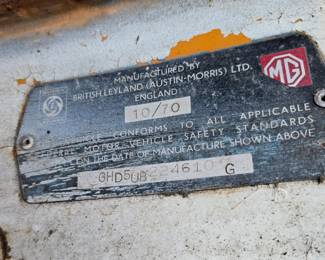 MANUFACTURED BY
BRITISH LEYLAND (AUSTIN-MORRIS) LTD.
ENGLAND
10/70
MG
VEHICLE CONFORMS TO ALL APPLICABLE
MOTOR VEHICLE SAFETY STANDARDS
ON THE DATE OF MANUFACTURE SHOWN ABOVE
G